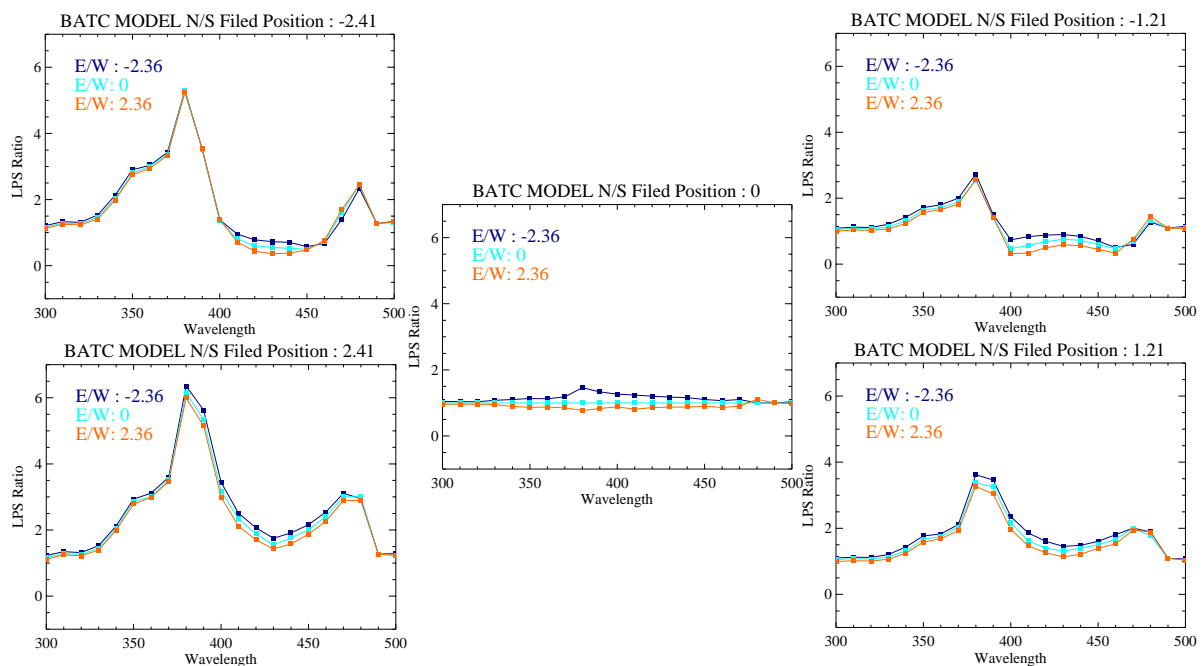 BATC MODEL N/S Filed Position : -2.41
LPS Ratio
6
4
2
0
E/W : -2.36
E/W: 0
E/W: 2.36
300 350 400 450 500
Wavelength
BATC MODEL N/S Filed Position : -1.21
LPS Ratio
6
4
2
0
E/W : -2.36
E/W: 0
E/W: 2.36
300 350 400 450 500
Wavelength
BATC MODEL N/S Filed Position : 0
LPS Ratio
6
4
2
0
E/W : -2.36
E/W: 0
E/W: 2.36
300 350 400 450 500
Wavelength
BATC MODEL N/S Filed Position : 2.41
LPS Ratio
6
4
2
0
E/W : -2.36
E/W: 0
E/W: 2.36
300 350 400 450 500
Wavelength
BATC MODEL N/S Filed Position : 1.21
LPS Ratio
6
4
2
0
E/W : -2.36
E/W: 0
E/W: 2.36
300 350 400 450 500
Wavelength